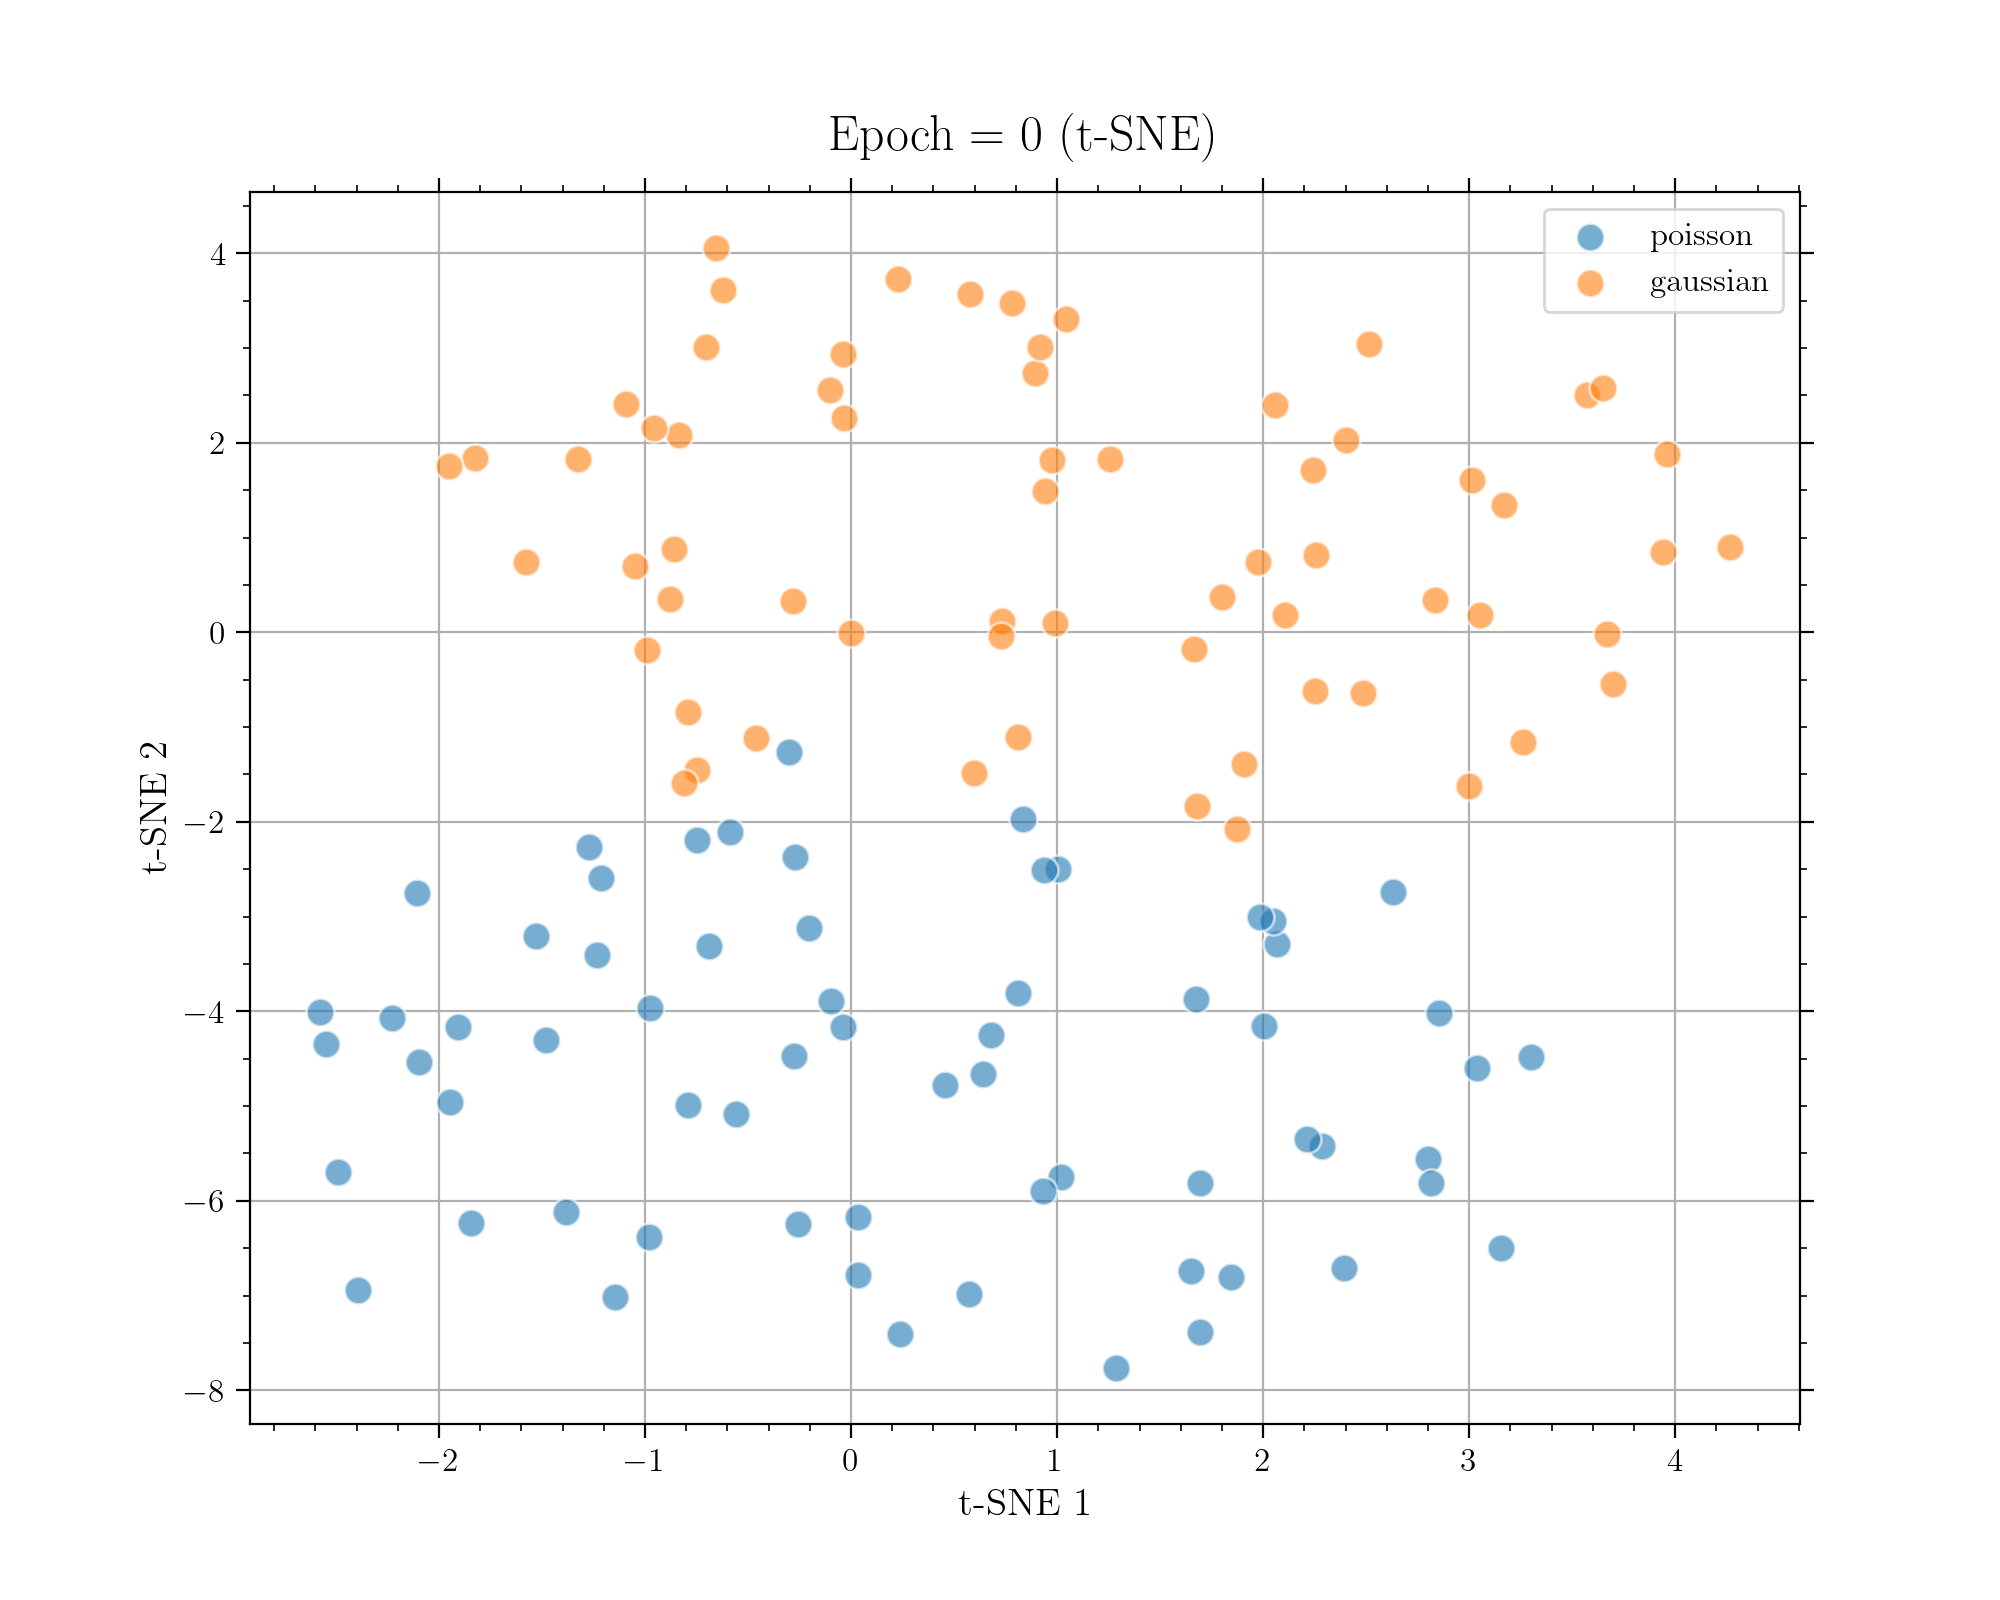 Epoch = 0 (t-SNE)
poisson
gaussian
4
2
0
−2
−4
−6
−8
t-SNE 2
−2 −1 0 1 2 3 4
t-SNE 1